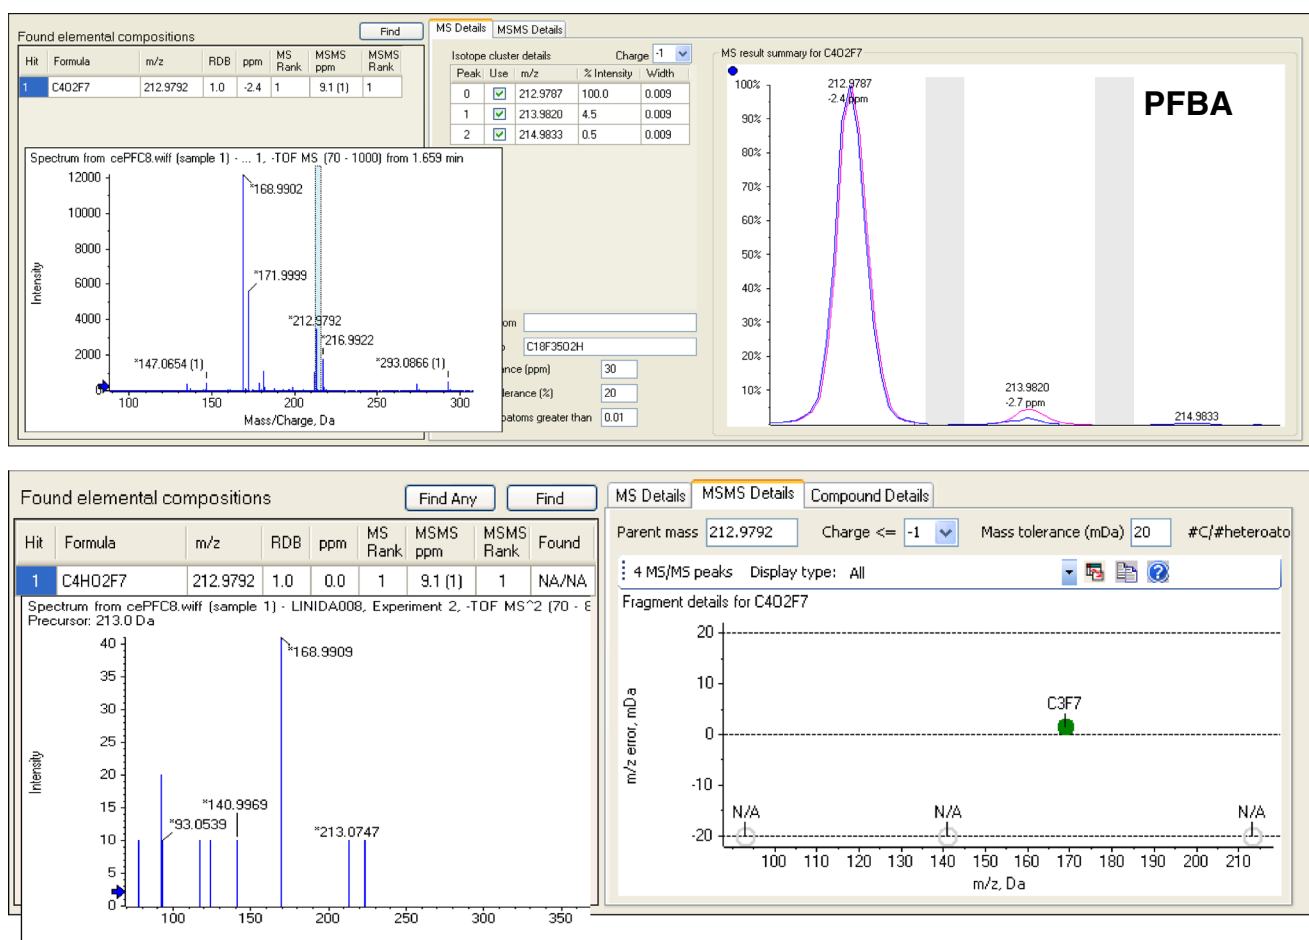 Found elemental compositions
Find
Hit Formula m/z RDB ppm MS Rank MSMS ppm MSMS Rank
1 C4O2F7 212.9792 1.0 -2.4 1 9.1 (1) 1
Spectrum from cePFC8.wiff (sample 1) - ... 1, -TOF MS (70 - 1000) from 1.659 min
12000
10000
8000
6000
4000
2000
0
Intensity
*168.9902
*171.9999
*212.9792
*216.9922
*147.0654 (1)
*293.0866 (1)
100 150 200 250 300
Mass/Charge, Da
MS Details MSMS Details
Isotope cluster details Charge -1
Peak Use m/z % Intensity Width
0 212.9787 100.0 0.009
1 213.9820 4.5 0.009
2 214.9833 0.5 0.009
om
C18F35O2H
nce (ppm) 30
lerance (%) 20
oatoms greater than 0.01
MS result summary for C4O2F7
PFBA
100%
90%
80%
70%
60%
50%
40%
30%
20%
10%
212.9787
-2.4 ppm
213.9820
-2.7 ppm
214.9833
Found elemental compositions
Find Any Find
Hit Formula m/z RDB ppm MS Rank MSMS ppm MSMS Rank Found
1 C4HO2F7 212.9792 1.0 0.0 1 9.1 (1) 1 NA/NA
Spectrum from cePFC8.wiff (sample 1) - LINIDA008, Experiment 2, -TOF MS^2 (70 - 8
Precursor: 213.0 Da
40
35
30
25
20
15
10
5
0
Intensity
*168.9909
*140.9969
*93.0539
*213.0747
100 150 200 250 300 350
MS Details MSMS Details Compound Details
Parent mass 212.9792 Charge <= -1 Mass tolerance (mDa) 20 #C/#heteroato
4 MS/MS peaks Display type: All
Fragment details for C4O2F7
20
10
0
-10
-20
m/z error, mDa
C3F7
N/A N/A N/A
100 110 120 130 140 150 160 170 180 190 200 210
m/z, Da